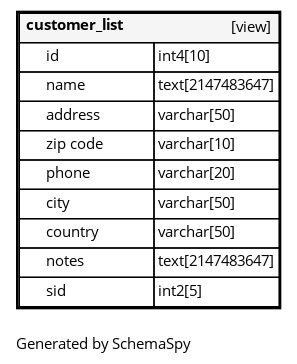 customer_list [view]
id int4[10]
name text[2147483647]
address varchar[50]
zip code varchar[10]
phone varchar[20]
city varchar[50]
country varchar[50]
notes text[2147483647]
sid int2[5]
Generated by SchemaSpy